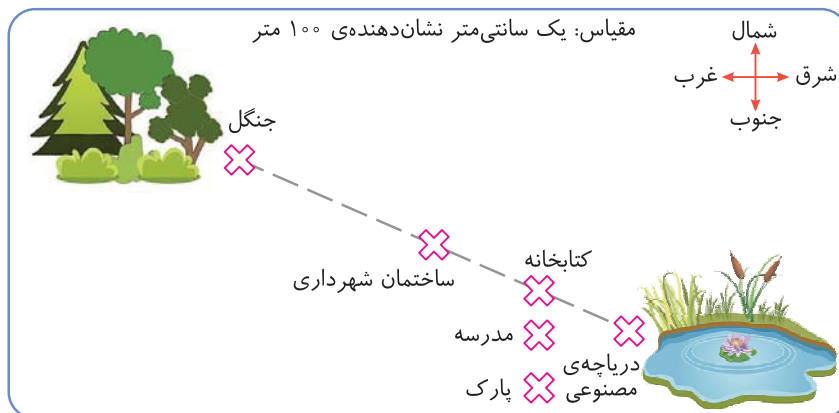 مقیاس: یک سانتی‌متر نشان‌دهنده‌ی ۱۰۰ متر
شمال
شرق
غرب
جنوب
جنگل
ساختمان شهرداری
کتابخانه
مدرسه
دریاچه‌ی
مصنوعی
پارک